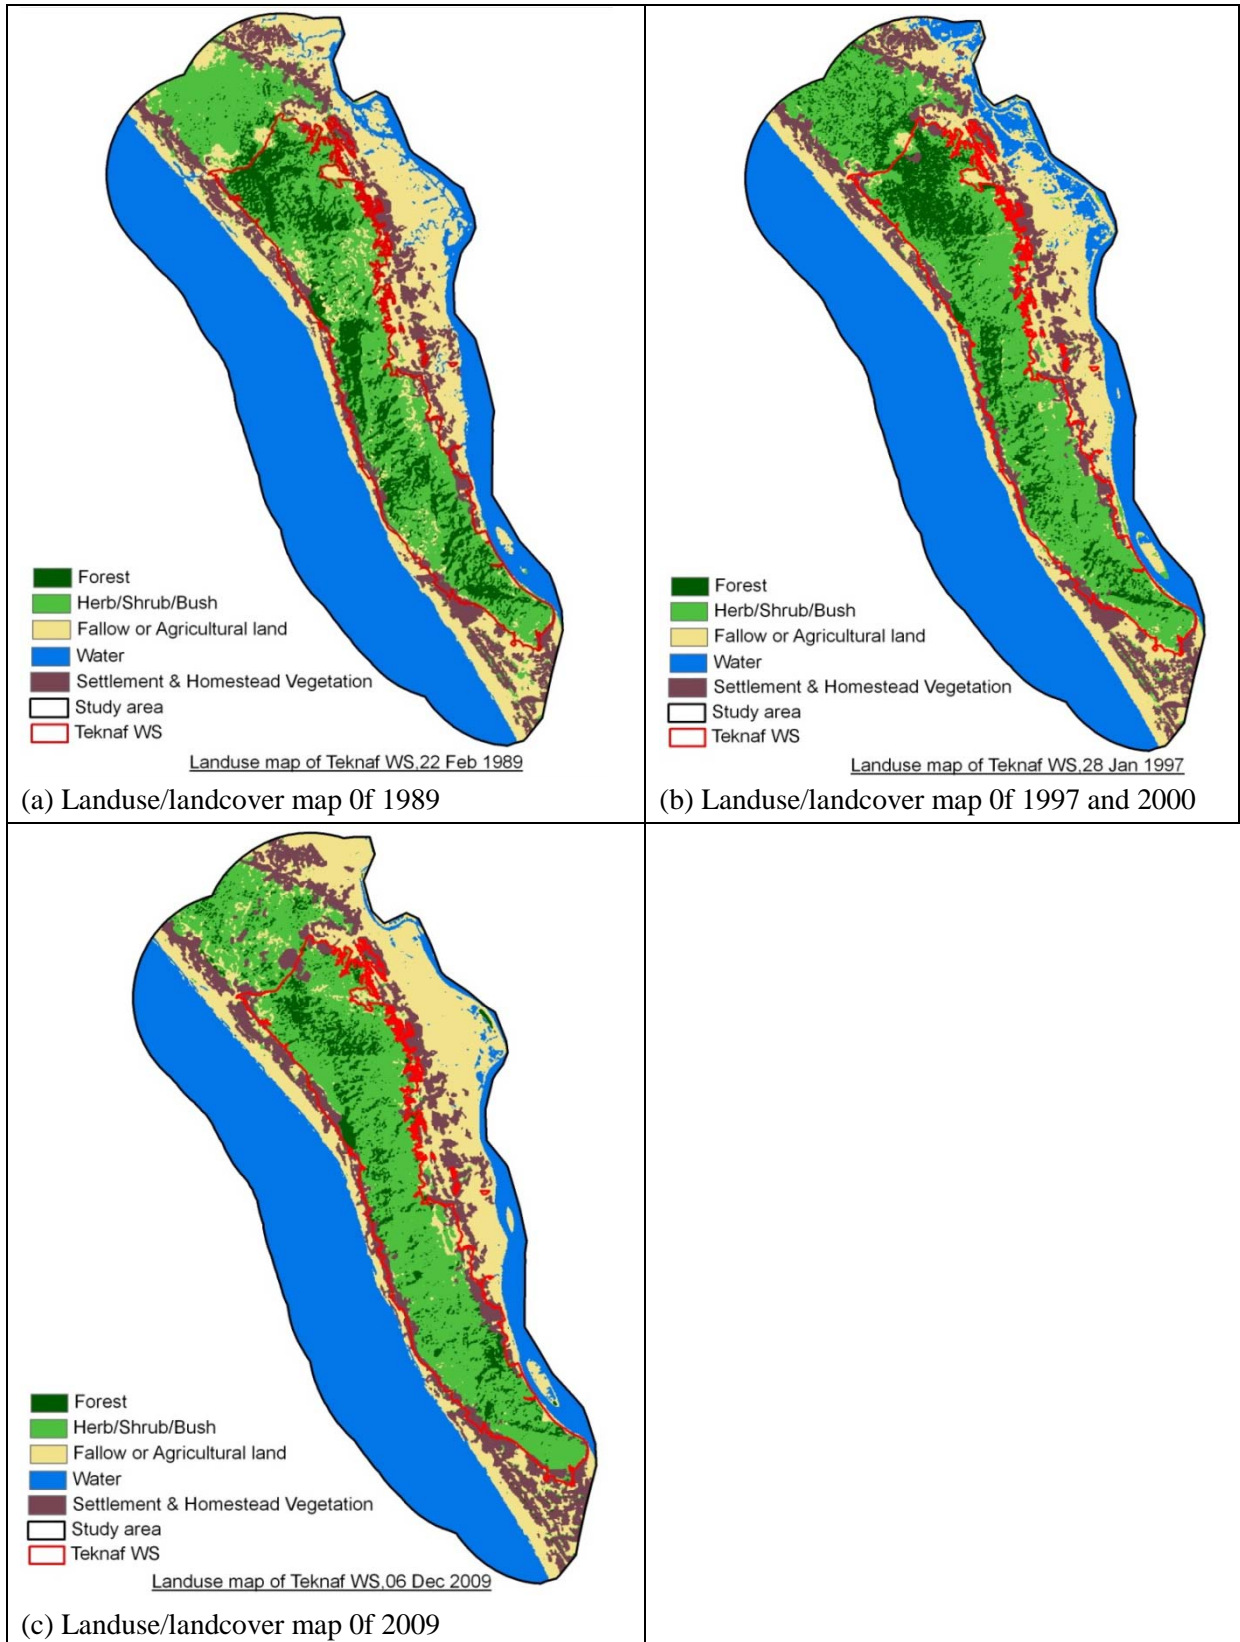 Forest
Herb/Shrub/Bush
Fallow or Agricultural land
Water
Settlement & Homestead Vegetation
Study area
Teknaf WS
Landuse map of Teknaf WS,22 Feb 1989
(a) Landuse/landcover map 0f 1989
Forest
Herb/Shrub/Bush
Fallow or Agricultural land
Water
Settlement & Homestead Vegetation
Study area
Teknaf WS
Landuse map of Teknaf WS,28 Jan 1997
(b) Landuse/landcover map 0f 1997 and 2000
Forest
Herb/Shrub/Bush
Fallow or Agricultural land
Water
Settlement & Homestead Vegetation
Study area
Teknaf WS
Landuse map of Teknaf WS,06 Dec 2009
(c) Landuse/landcover map 0f 2009